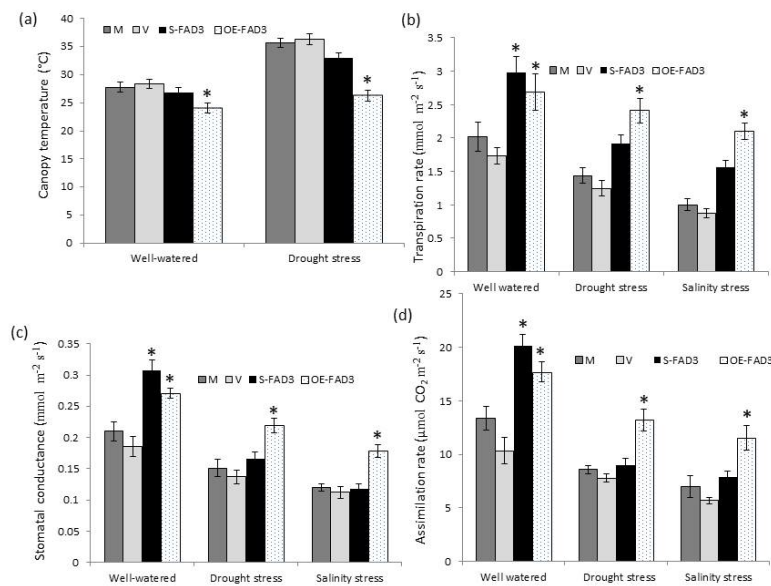 (a)
M V S-FAD3 OE-FAD3
Canopy temperature (°C)
40
35
30
25
20
15
10
5
0
* *
Well-watered Drought stress
(b)
M V S-FAD3 OE-FAD3
Transpiration rate (mmol m-2 s-1)
3.5
3
2.5
2
1.5
1
0.5
0
* * * *
Well watered Drought stress Salinity stress
(c)
M V S-FAD3 OE-FAD3
Stomatal conductance (mmol m-2 s-1)
0.35
0.3
0.25
0.2
0.15
0.1
0.05
0
* * * *
Well-watered Drought stress Salinity stress
(d)
M V S-FAD3 OE-FAD3
Assimilation rate (µmol CO2 m-2 s-1)
25
20
15
10
5
0
* * * *
Well watered Drought stress Salinity stress